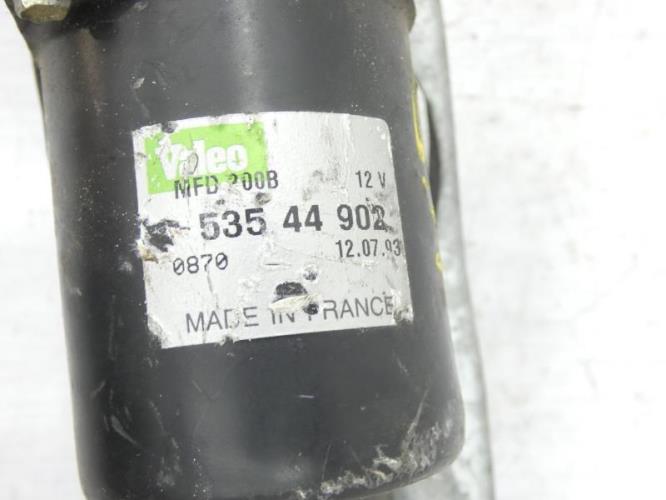 Valeo
MFD 200B 12 V
535 44 902
0870 12.07.93
MADE IN FRANCE